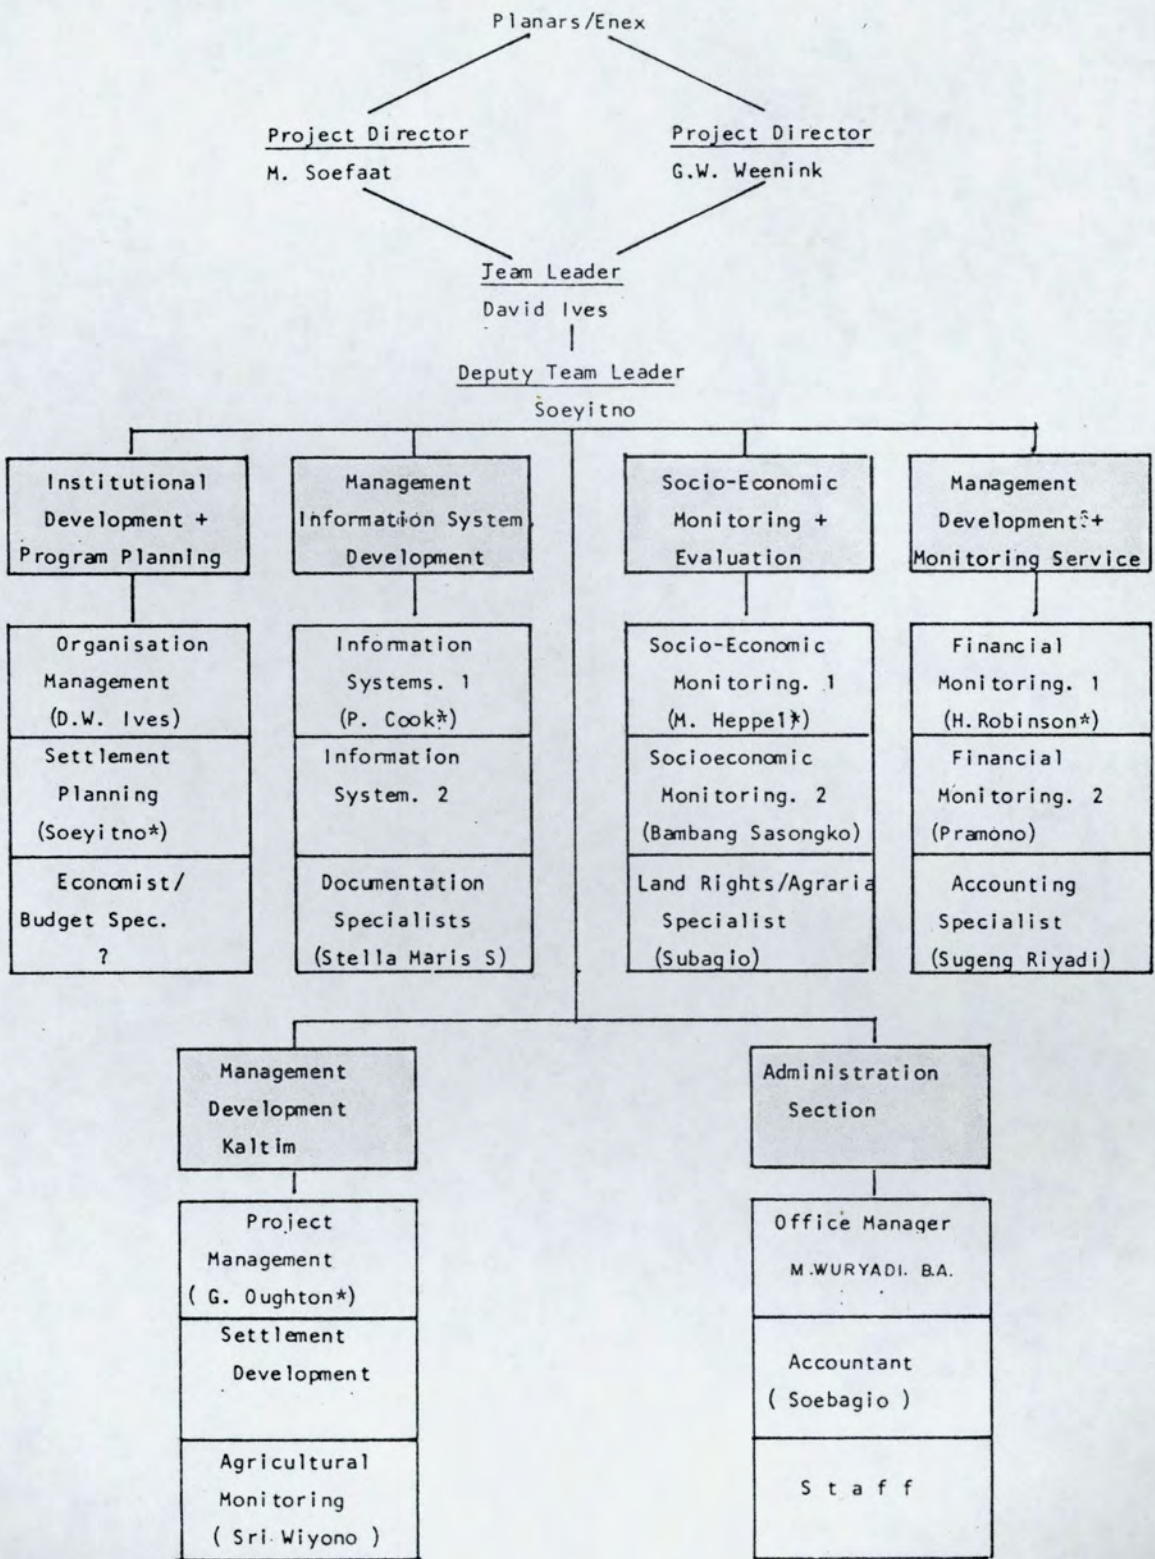 Planars/Enex
Project Director
M. Soefaat
Project Director
G.W. Weenink
Team Leader
David Ives
Deputy Team Leader
Soeyitno
Institutional
Development +
Program Planning
Management
Information System
Development
Socio-Economic
Monitoring +
Evaluation
Management
Development +
Monitoring Service
Organisation
Management
(D.W. Ives)
Settlement
Planning
(Soeyitno*)
Economist/
Budget Spec.
?
Information
Systems. 1
(P. Cook*)
Information
System. 2
Documentation
Specialists
(Stella Maris S)
Socio-Economic
Monitoring. 1
(M. Heppel*)
Socioeconomic
Monitoring. 2
(Bambang Sasongko)
Land Rights/Agraria
Specialist
(Subagio)
Financial
Monitoring. 1
(H.Robinson*)
Financial
Monitoring. 2
(Pramono)
Accounting
Specialist
(Sugeng Riyadi)
Management
Development
Kaltim
Administration
Section
Project
Management
( G. Oughton*)
Settlement
Development
Agricultural
Monitoring
( Sri Wiyono )
Office Manager
M.WURYADI. B.A.
Accountant
( Soebagio )
S t a f f